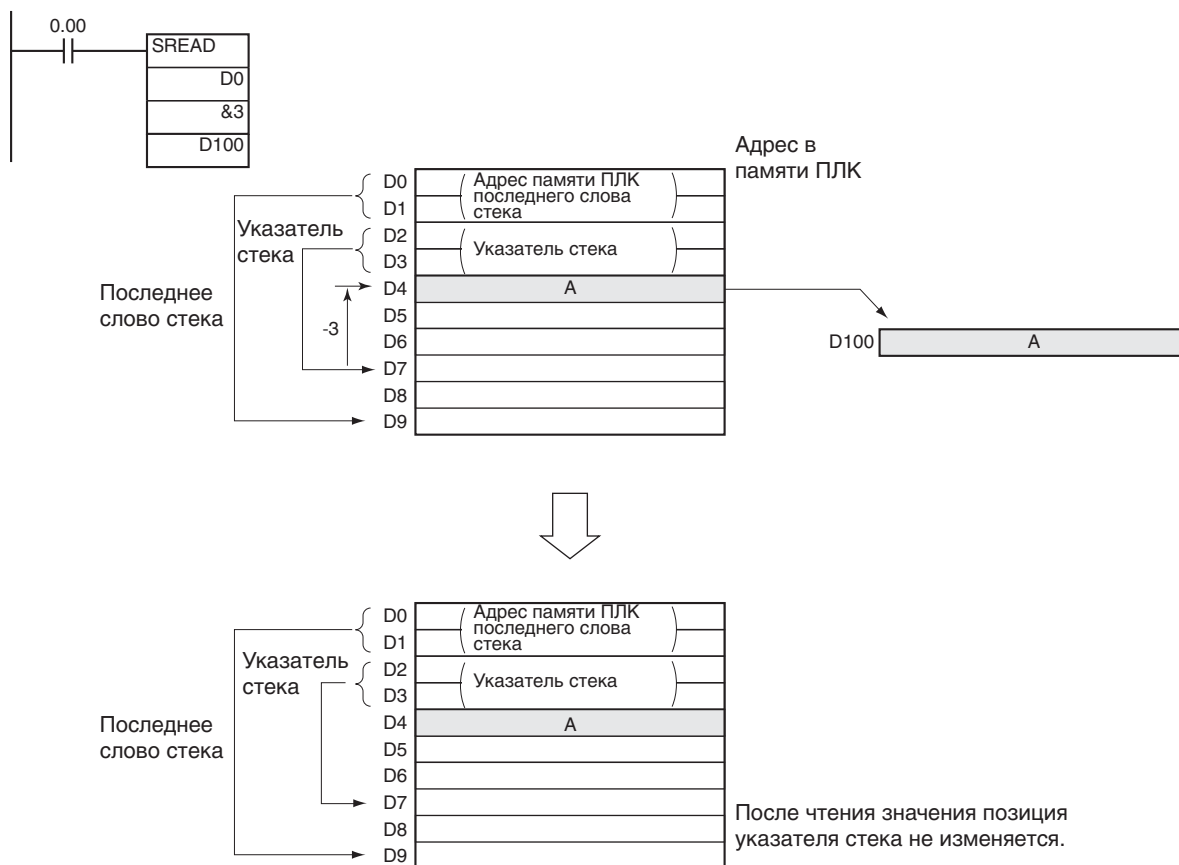 0.00
SREAD
D0
&3
D100
Адрес в
памяти ПЛК
D0
D1
D2
D3
D4
D5
D6
D7
D8
D9
Адрес памяти ПЛК
последнего слова
стека
Указатель стека
A
Указатель
стека
Последнее
слово стека
-3
D100
A
D0
D1
D2
D3
D4
D5
D6
D7
D8
D9
Адрес памяти ПЛК
последнего слова
стека
Указатель стека
A
Указатель
стека
Последнее
слово стека
После чтения значения позиция
указателя стека не изменяется.